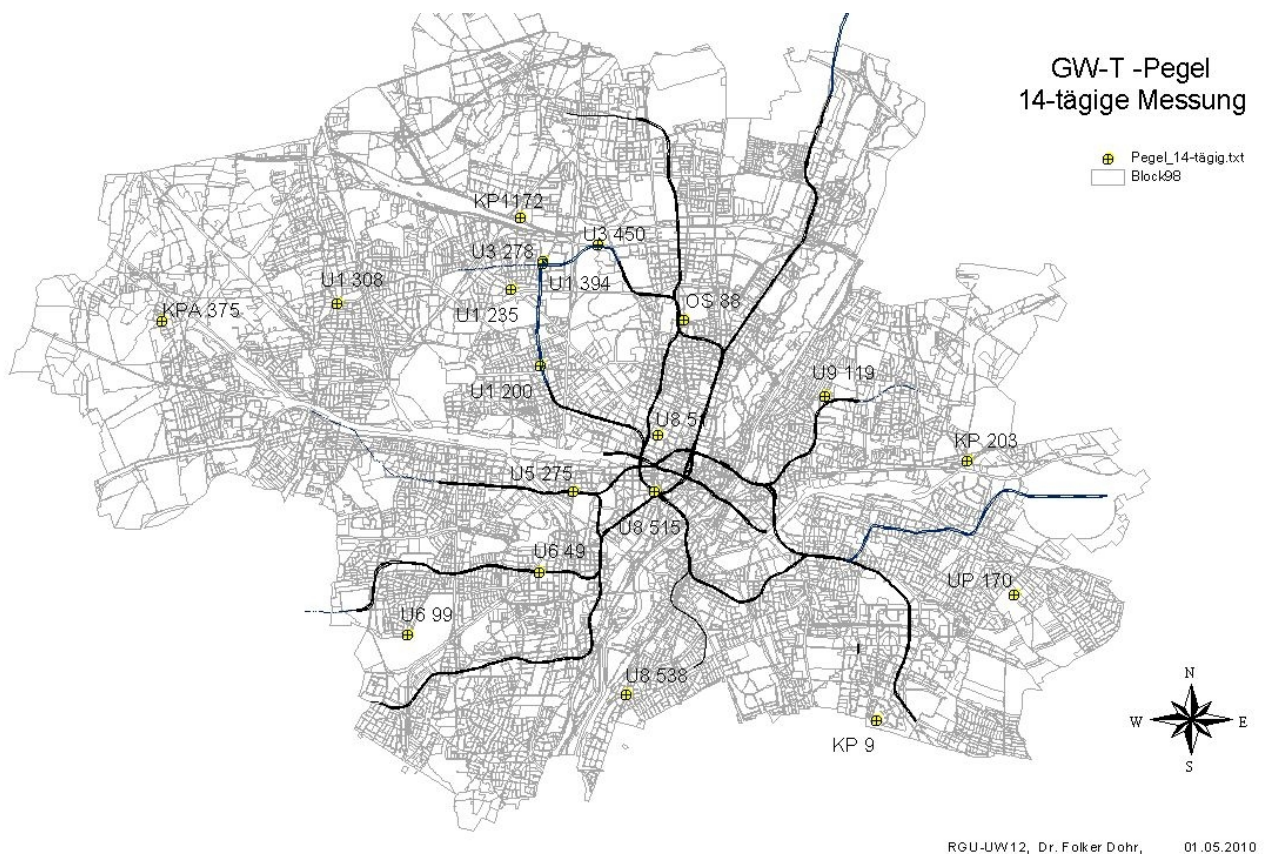 GW-T -Pegel
14-tägige Messung
Pegel_14-tägig.txt
Block98
KP1172
U3 450
U3 278
U1 394
U1 308
U1 235
KPA 375
OS 88
U1 200
U9 119
U8 51
KP 203
U5 275
U8 515
U6 49
UP 170
U6 99
U8 538
KP 9
N
W
E
S
RGU-UW12, Dr. Folker Dohr, 01.05.2010